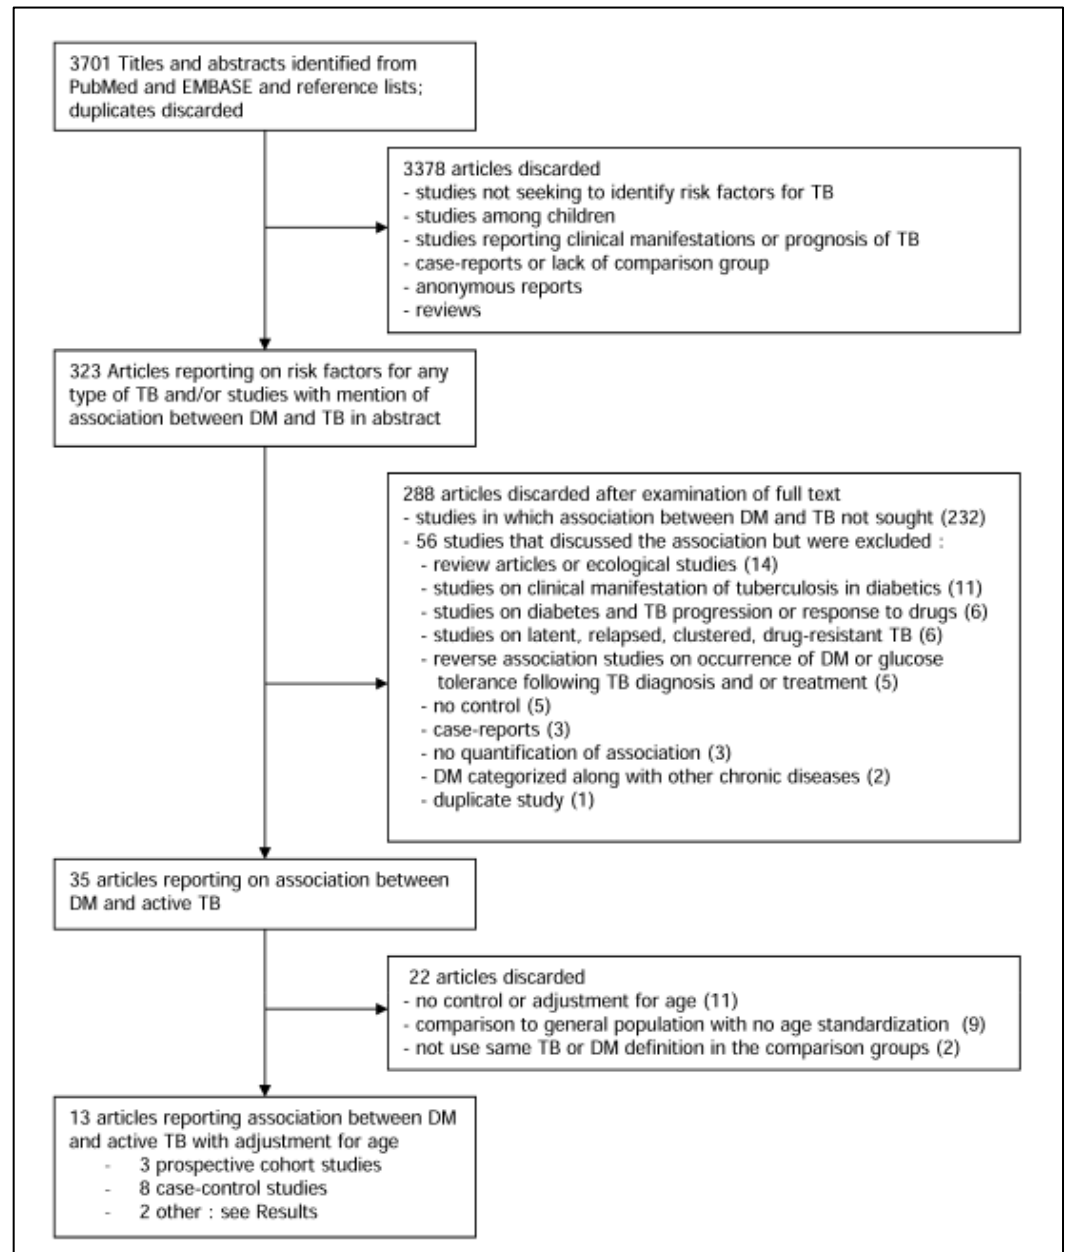 3701 Titles and abstracts identified from
PubMed and EMBASE and reference lists;
duplicates discarded
3378 articles discarded
- studies not seeking to identify risk factors for TB
- studies among children
- studies reporting clinical manifestations or prognosis of TB
- case-reports or lack of comparison group
- anonymous reports
- reviews
323 Articles reporting on risk factors for any
type of TB and/or studies with mention of
association between DM and TB in abstract
288 articles discarded after examination of full text
- studies in which association between DM and TB not sought (232)
- 56 studies that discussed the association but were excluded :
- review articles or ecological studies (14)
- studies on clinical manifestation of tuberculosis in diabetics (11)
- studies on diabetes and TB progression or response to drugs (6)
- studies on latent, relapsed, clustered, drug-resistant TB (6)
- reverse association studies on occurrence of DM or glucose
tolerance following TB diagnosis and or treatment (5)
- no control (5)
- case-reports (3)
- no quantification of association (3)
- DM categorized along with other chronic diseases (2)
- duplicate study (1)
35 articles reporting on association between
DM and active TB
22 articles discarded
- no control or adjustment for age (11)
- comparison to general population with no age standardization (9)
- not use same TB or DM definition in the comparison groups (2)
13 articles reporting association between DM
and active TB with adjustment for age
- 3 prospective cohort studies
- 8 case-control studies
- 2 other : see Results